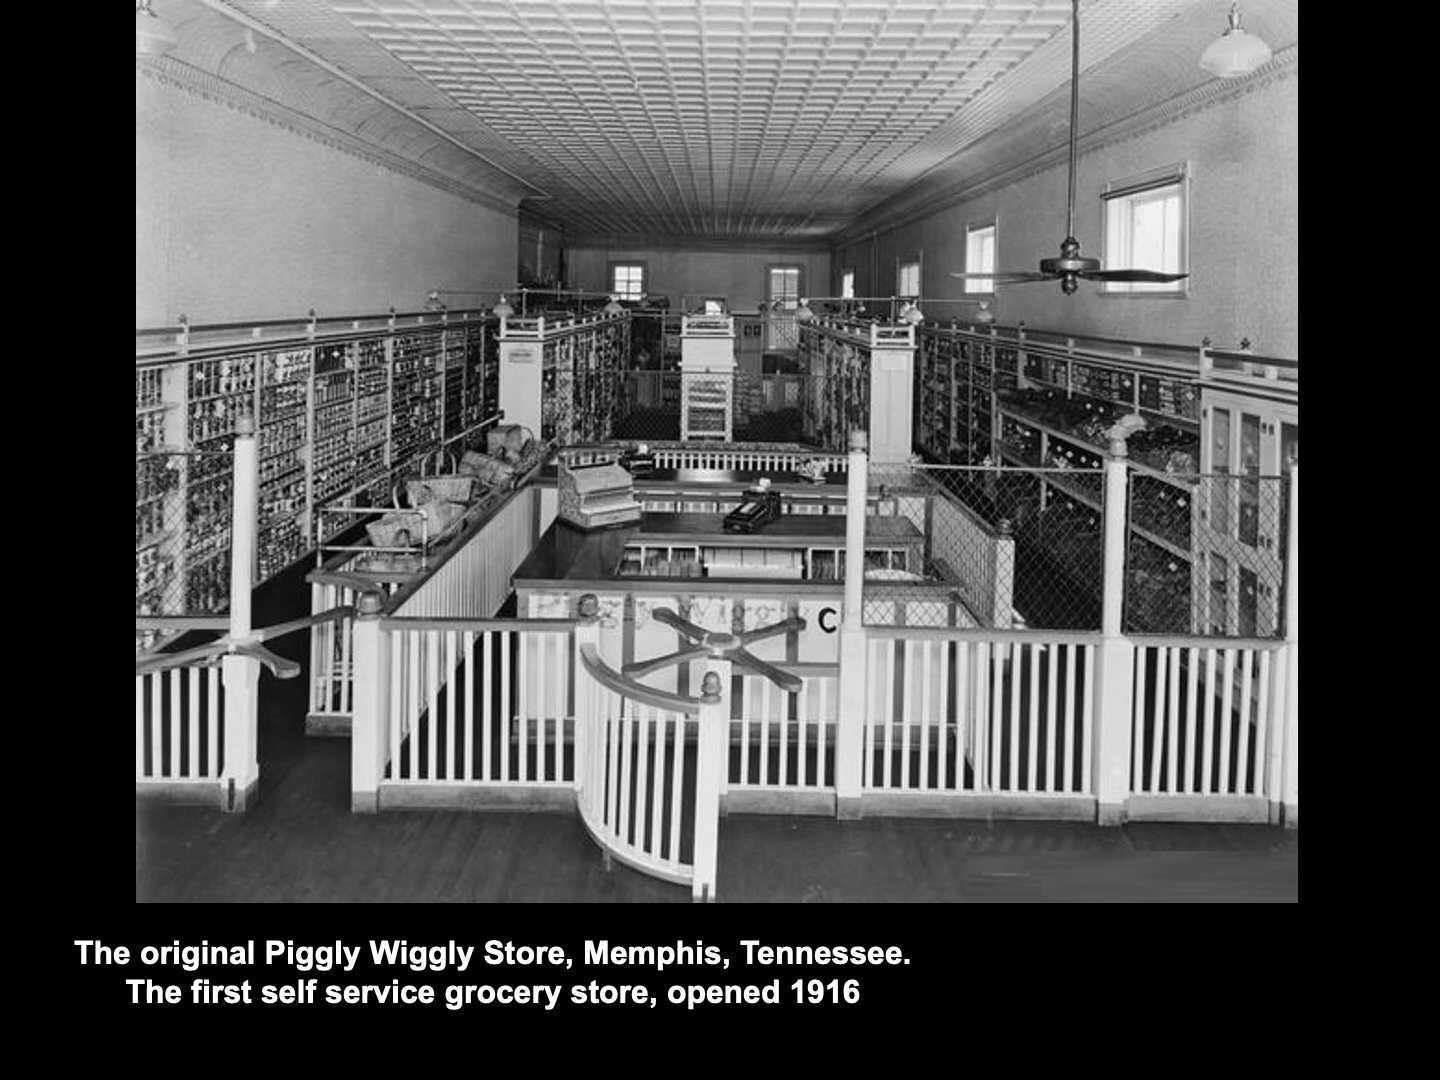 C
The original Piggly Wiggly Store, Memphis, Tennessee.
The first self service grocery store, opened 1916